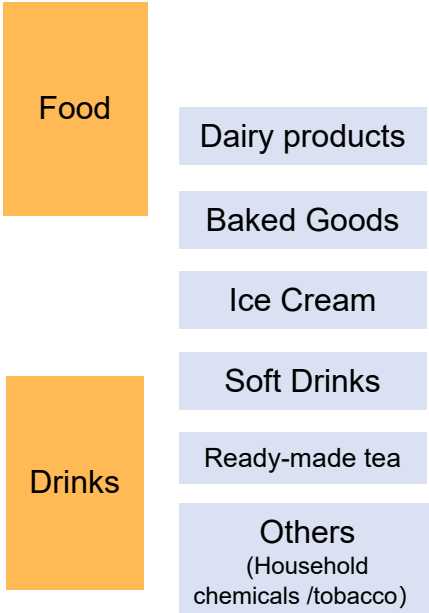 Food
Dairy products
Baked Goods
Ice Cream
Soft Drinks
Ready-made tea
Drinks
Others
(Household
chemicals /tobacco)